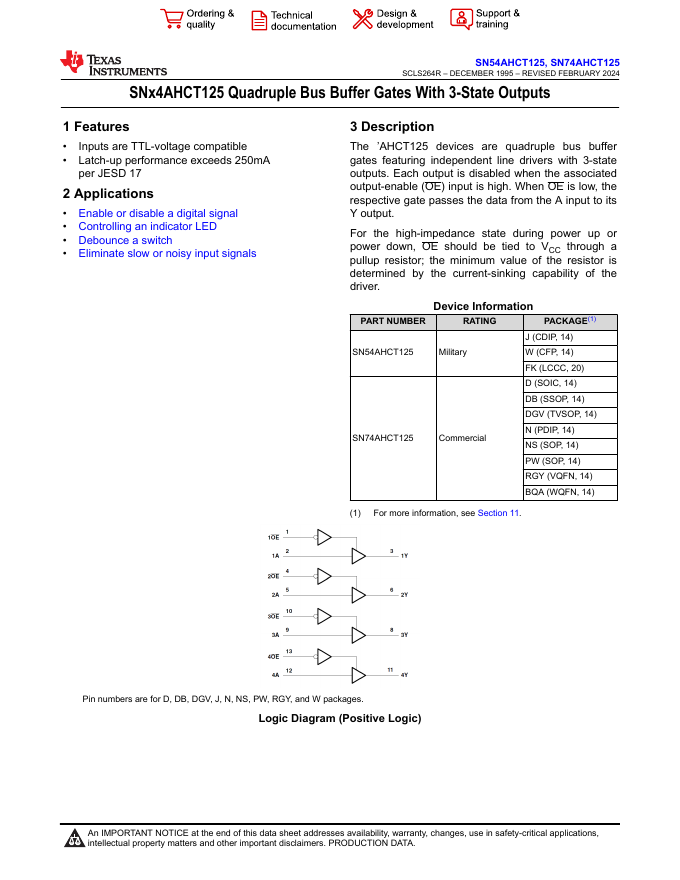 Ordering & quality
Technical documentation
Design & development
Support & training
TEXAS INSTRUMENTS
SN54AHCT125, SN74AHCT125
SCLS264R – DECEMBER 1995 – REVISED FEBRUARY 2024
SNx4AHCT125 Quadruple Bus Buffer Gates With 3-State Outputs
1 Features
• Inputs are TTL-voltage compatible
• Latch-up performance exceeds 250mA
per JESD 17
2 Applications
• Enable or disable a digital signal
• Controlling an indicator LED
• Debounce a switch
• Eliminate slow or noisy input signals
3 Description
The ’AHCT125 devices are quadruple bus buffer
gates featuring independent line drivers with 3-state
outputs. Each output is disabled when the associated
output-enable (O̅E̅) input is high. When O̅E̅ is low, the
respective gate passes the data from the A input to its
Y output.
For the high-impedance state during power up or
power down, O̅E̅ should be tied to VCC through a
pullup resistor; the minimum value of the resistor is
determined by the current-sinking capability of the
driver.
Device Information
PART NUMBER RATING PACKAGE(1)
SN54AHCT125 Military
J (CDIP, 14)
W (CFP, 14)
FK (LCCC, 20)
SN74AHCT125 Commercial
D (SOIC, 14)
DB (SSOP, 14)
DGV (TVSOP, 14)
N (PDIP, 14)
NS (SOP, 14)
PW (SOP, 14)
RGY (VQFN, 14)
BQA (WQFN, 14)
(1) For more information, see Section 11.
1O̅E̅ 1
1A 2 3 1Y
2O̅E̅ 4
2A 5 6 2Y
3O̅E̅ 10
3A 9 8 3Y
4O̅E̅ 13
4A 12 11 4Y
Pin numbers are for D, DB, DGV, J, N, NS, PW, RGY, and W packages.
Logic Diagram (Positive Logic)
An IMPORTANT NOTICE at the end of this data sheet addresses availability, warranty, changes, use in safety-critical applications,
intellectual property matters and other important disclaimers. PRODUCTION DATA.